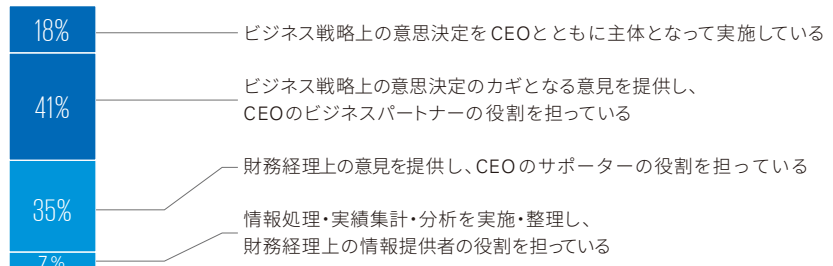 18%
ビジネス戦略上の意思決定をCEOとともに主体となって実施している
41%
ビジネス戦略上の意思決定のカギとなる意見を提供し、
CEOのビジネスパートナーの役割を担っている
35%
財務経理上の意見を提供し、CEOのサポーターの役割を担っている
7%
情報処理・実績集計・分析を実施・整理し、
財務経理上の情報提供者の役割を担っている